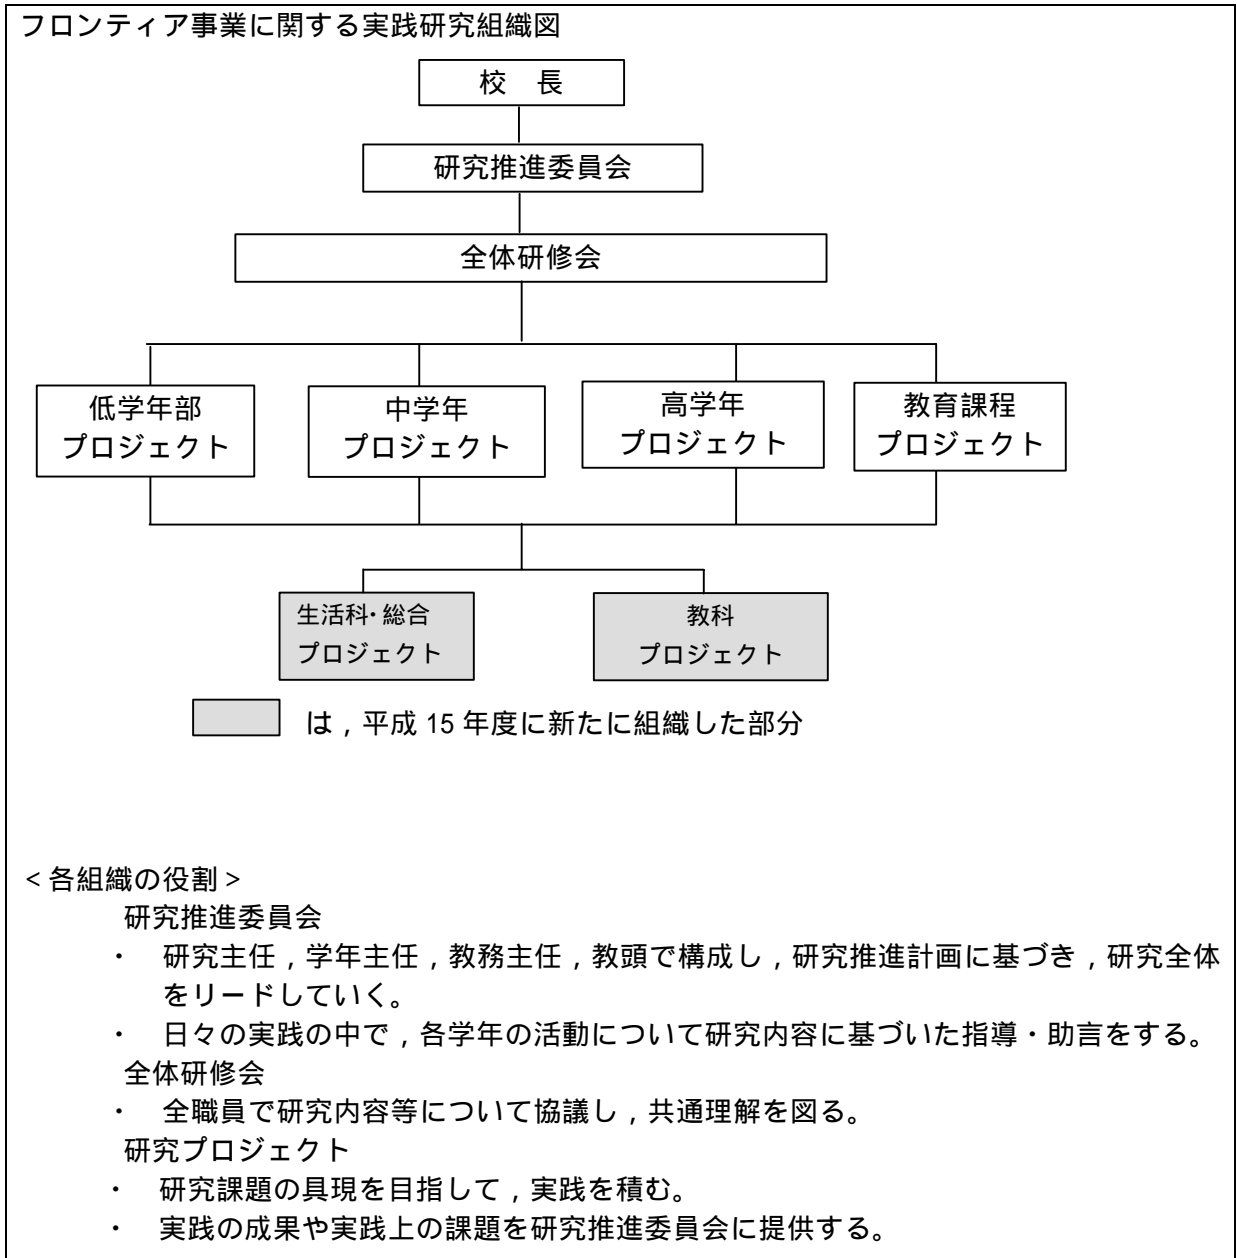 フロンティア事業に関する実践研究組織図
校　長
研究推進委員会
全体研修会
低学年部
プロジェクト
中学年
プロジェクト
高学年
プロジェクト
教育課程
プロジェクト
生活科・総合
プロジェクト
教科
プロジェクト
は，平成 15 年度に新たに組織した部分
＜各組織の役割＞
研究推進委員会
・　研究主任，学年主任，教務主任，教頭で構成し，研究推進計画に基づき，研究全体
をリードしていく。
・　日々の実践の中で，各学年の活動について研究内容に基づいた指導・助言をする。
全体研修会
・　全職員で研究内容等について協議し，共通理解を図る。
研究プロジェクト
・　研究課題の具現を目指して，実践を積む。
・　実践の成果や実践上の課題を研究推進委員会に提供する。